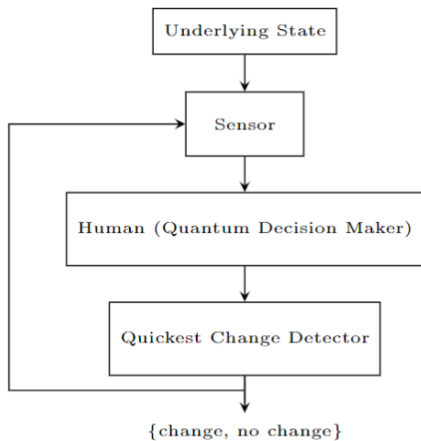 Underlying State
Sensor
Human (Quantum Decision Maker)
Quickest Change Detector
{change, no change}